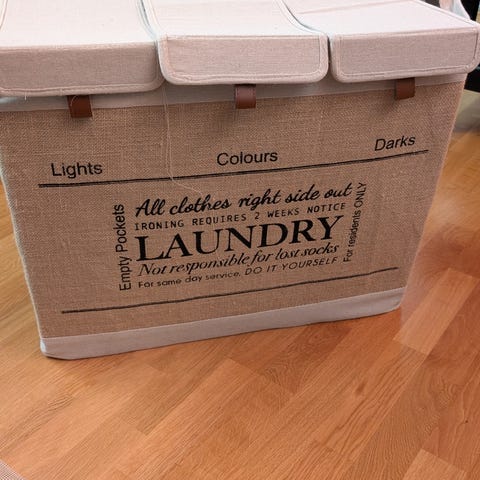 Lights
Colours
Darks
Empty Pockets
All clothes right side out
IRONING REQUIRES 2 WEEKS NOTICE
LAUNDRY
Not responsible for lost socks
For same day service, DO IT YOURSELF
For residents ONLY